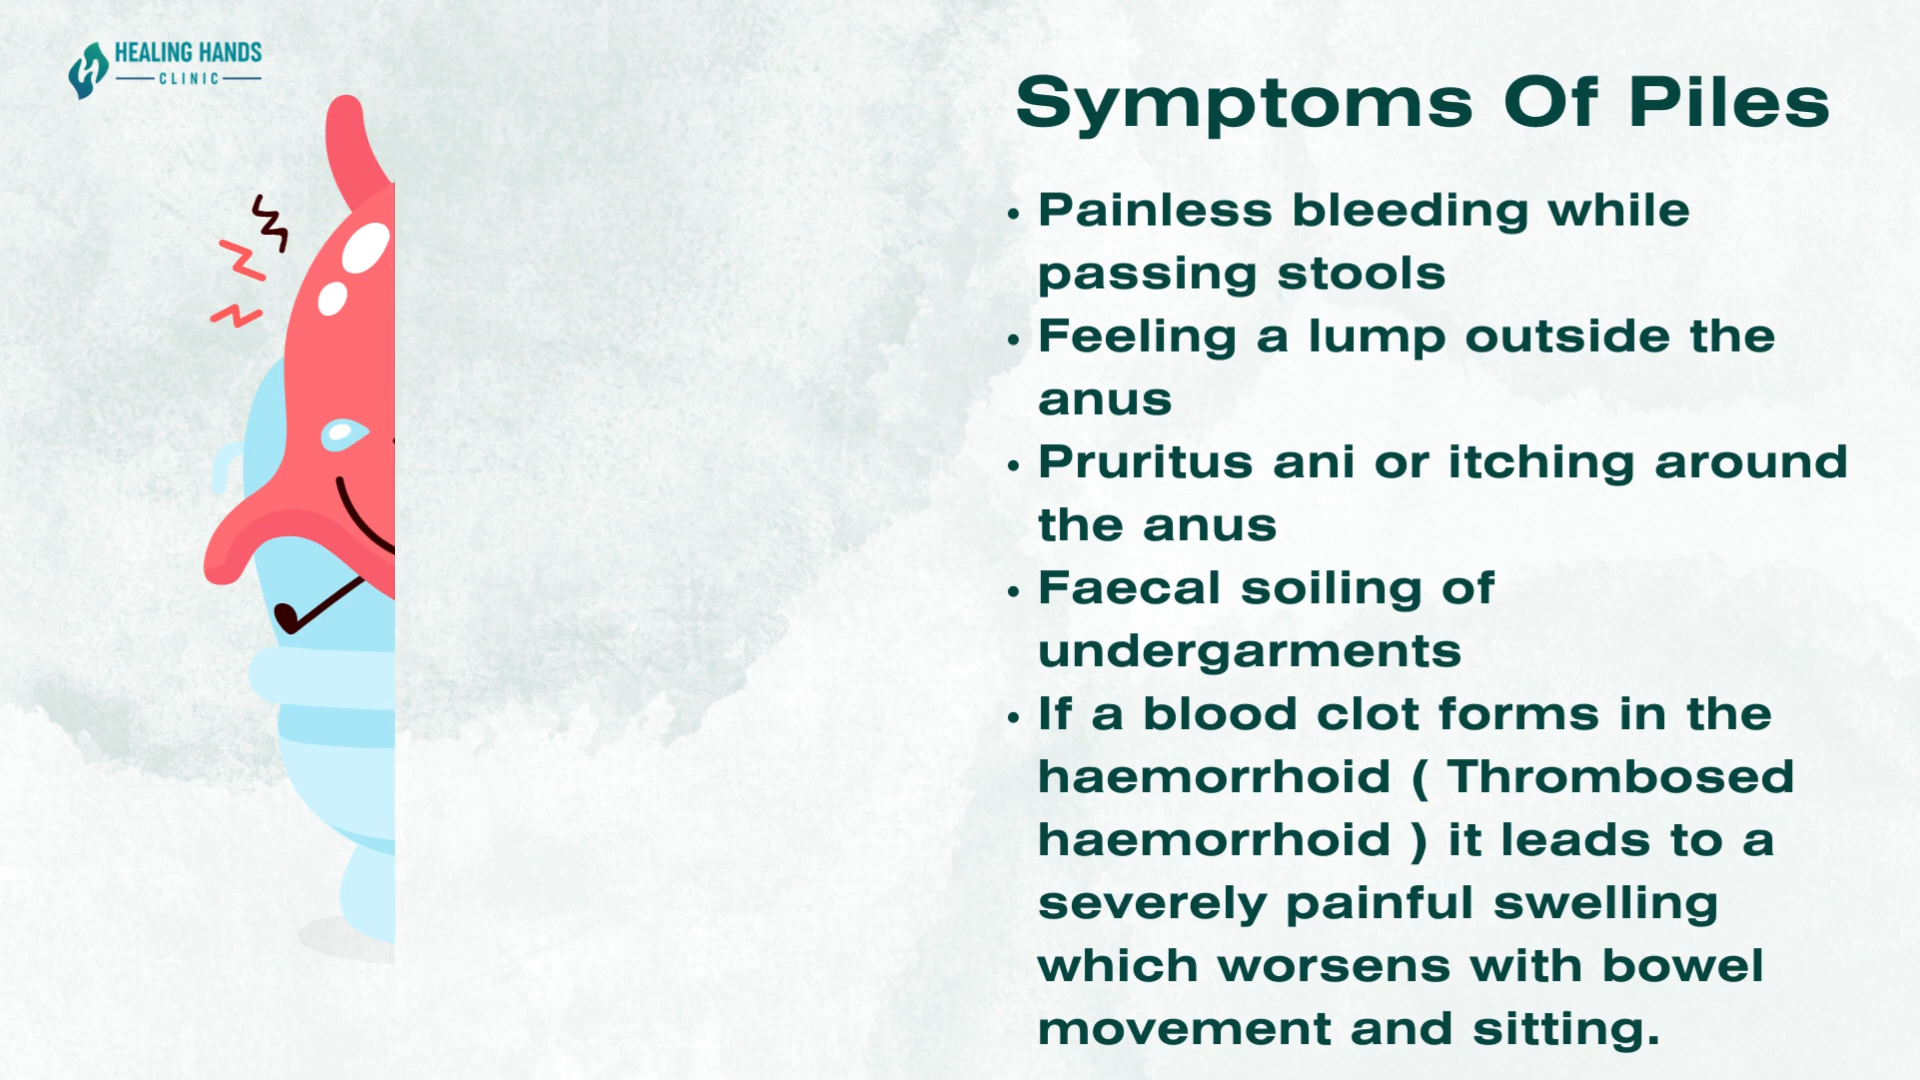 HEALING HANDS
CLINIC
Symptoms Of Piles
• Painless bleeding while
passing stools
• Feeling a lump outside the
anus
• Pruritus ani or itching around
the anus
• Faecal soiling of
undergarments
• If a blood clot forms in the
haemorrhoid ( Thrombosed
haemorrhoid ) it leads to a
severely painful swelling
which worsens with bowel
movement and sitting.